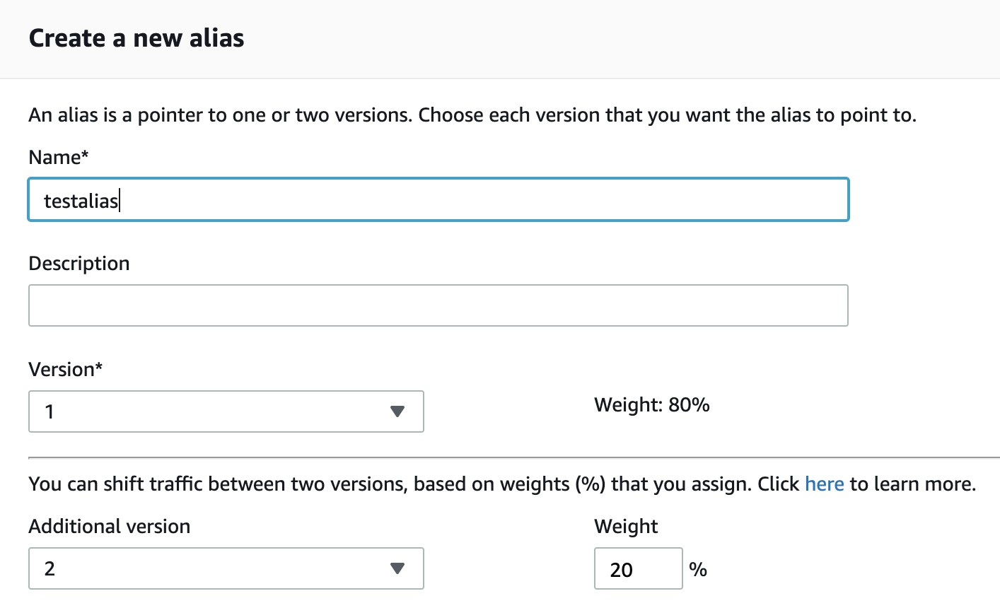 Create a new alias
An alias is a pointer to one or two versions. Choose each version that you want the alias to point to.
Name*
testalias
Description
Version*
1
Weight: 80%
You can shift traffic between two versions, based on weights (%) that you assign. Click here to learn more.
Additional version
Weight
2
20 %